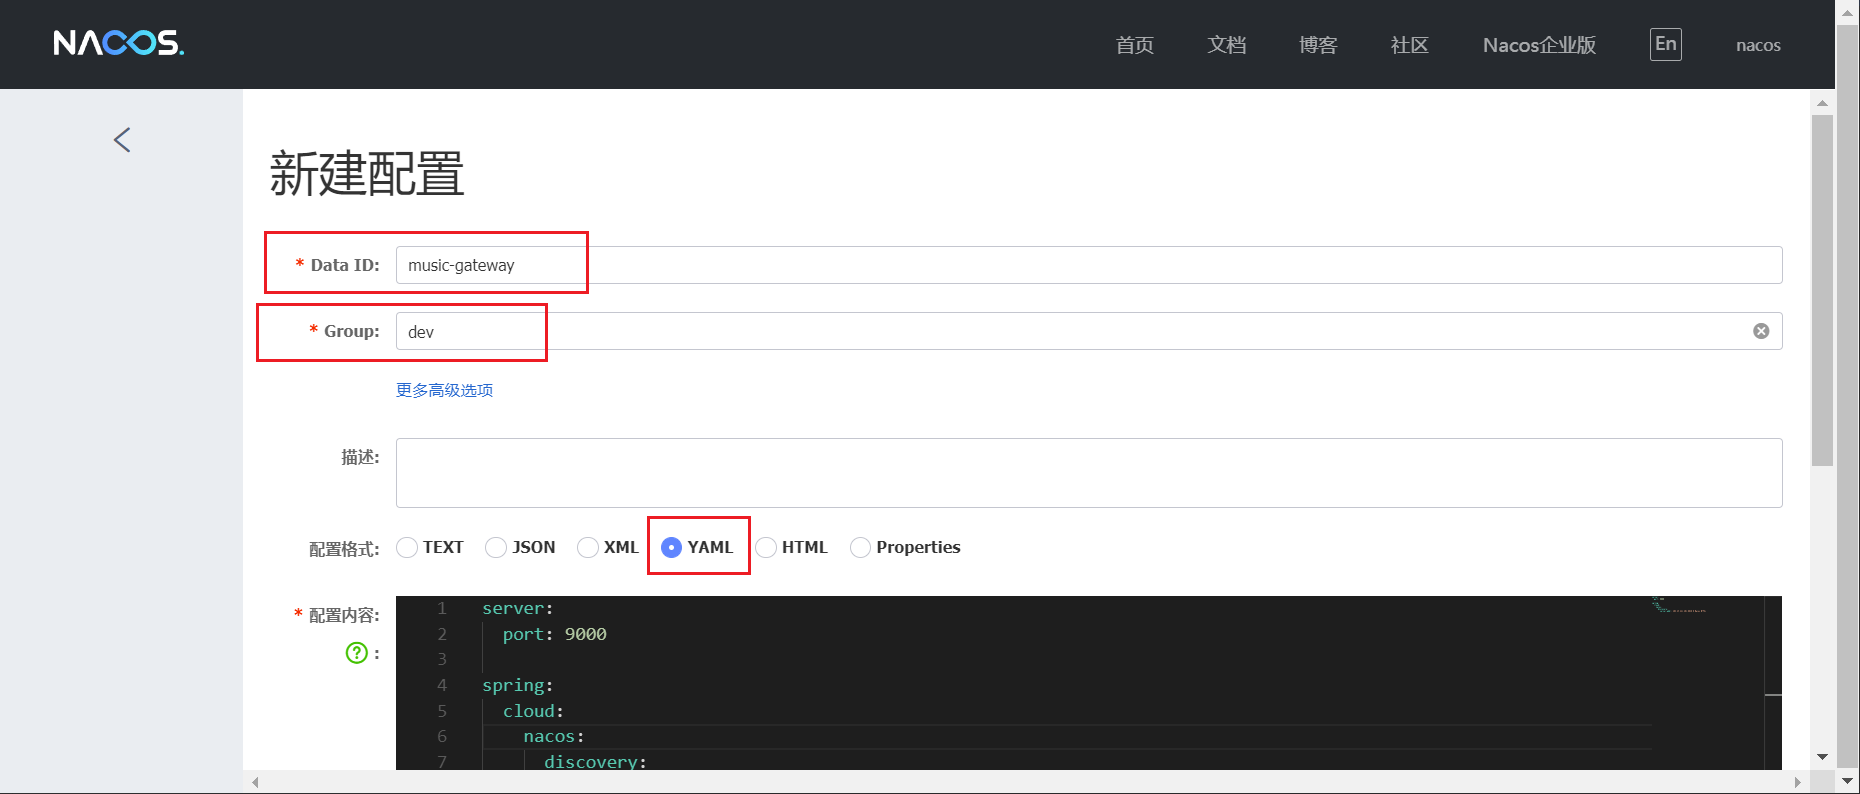 NACOS.
首页 文档 博客 社区 Nacos企业版 En nacos
新建配置
* Data ID: music-gateway
* Group: dev
更多高级选项
描述:
配置格式: TEXT JSON XML YAML HTML Properties
* 配置内容:
? :
1 server:
2 port: 9000
3
4 spring:
5 cloud:
6 nacos:
7 discovery: